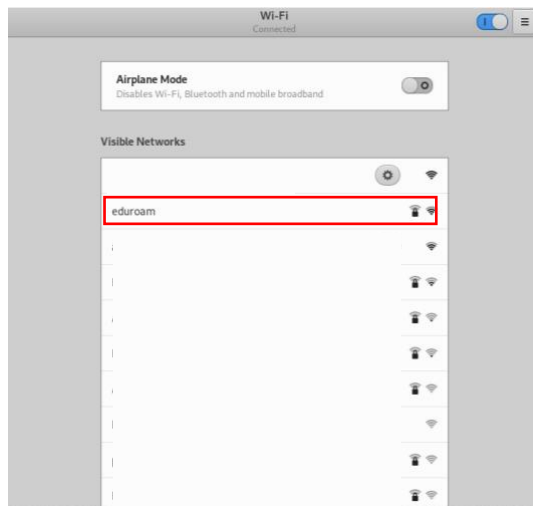 Wi-Fi
Connected
Airplane Mode
Disables Wi-Fi, Bluetooth and mobile broadband
Visible Networks
eduroam